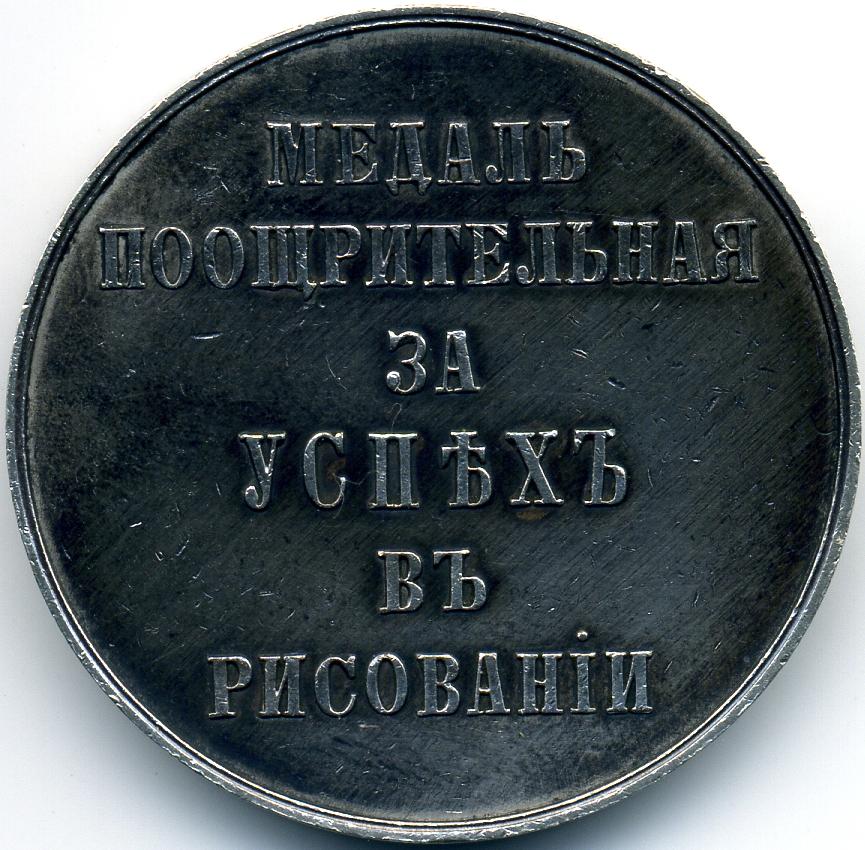 МЕДАЛЬ
ПООЩРИТЕЛЬНАЯ
ЗА
УСПѢХЪ
ВЪ
РИСОВАНІИ